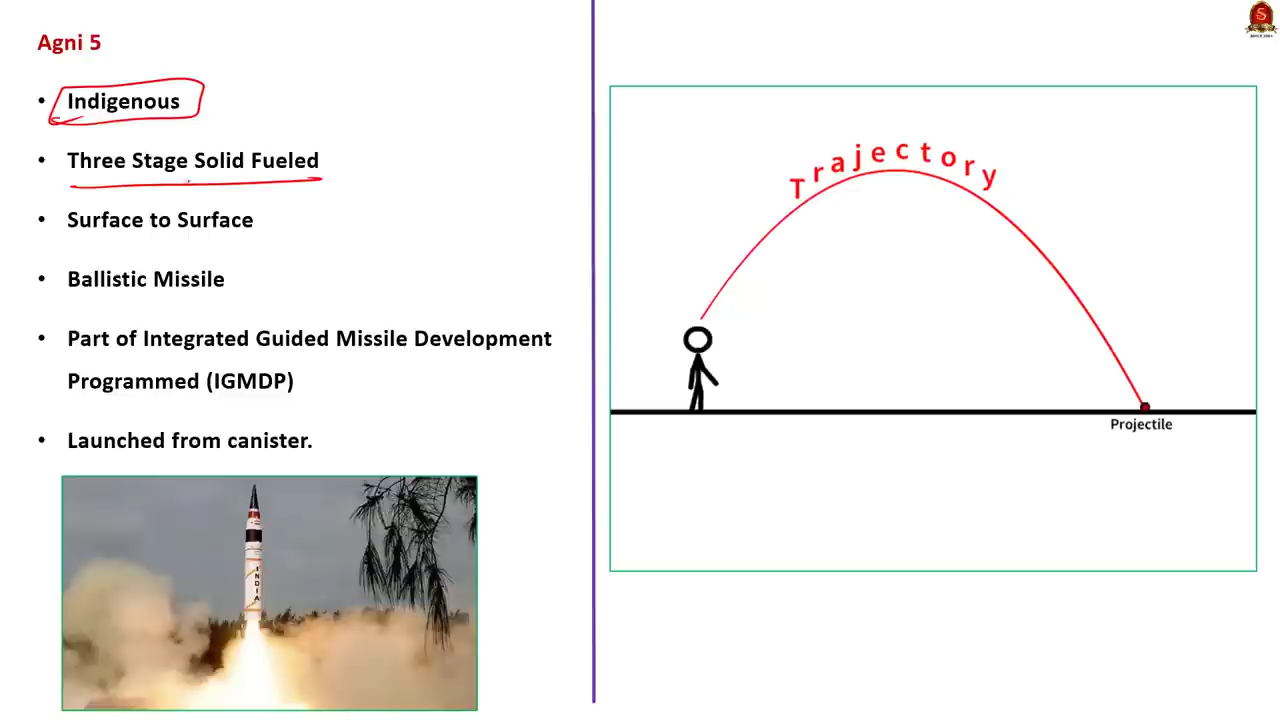 Agni 5
• Indigenous
• Three Stage Solid Fueled
• Surface to Surface
• Ballistic Missile
• Part of Integrated Guided Missile Development
Programmed (IGMDP)
• Launched from canister.
INDIA
Trajectory
Projectile